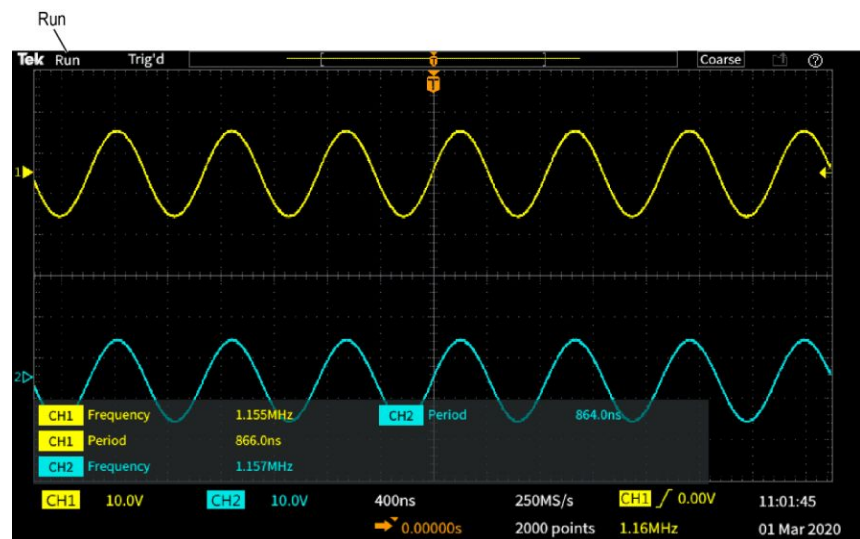 Run
Tek Run Trig'd T Coarse ?
T
1
2
CH1 Frequency 1.155MHz CH2 Period 864.0ns
CH1 Period 866.0ns
CH2 Frequency 1.157MHz
CH1 10.0V CH2 10.0V 400ns 250MS/s CH1 0.00V 11:01:45
0.00000s 2000 points 1.16MHz 01 Mar 2020